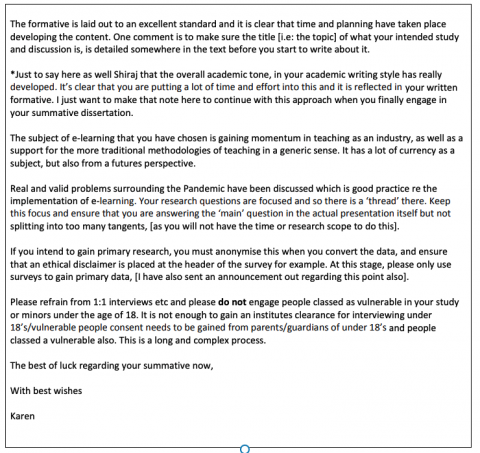 The formative is laid out to an excellent standard and it is clear that time and planning have taken place
developing the content. One comment is to make sure the title [i.e: the topic] of what your intended study
and discussion is, is detailed somewhere in the text before you start to write about it.
*Just to say here as well Shiraj that the overall academic tone, in your academic writing style has really
developed. It's clear that you are putting a lot of time and effort into this and it is reflected in your written
formative. I just want to make that note here to continue with this approach when you finally engage in
your summative dissertation.
The subject of e-learning that you have chosen is gaining momentum in teaching as an industry, as well as a
support for the more traditional methodologies of teaching in a generic sense. It has a lot of currency as a
subject, but also from a futures perspective.
Real and valid problems surrounding the Pandemic have been discussed which is good practice re the
implementation of e-learning. Your research questions are focused and so there is a 'thread' there. Keep
this focus and ensure that you are answering the 'main' question in the actual presentation itself but not
splitting into too many tangents, [as you will not have the time or research scope to do this].
If you intend to gain primary research, you must anonymise this when you convert the data, and ensure
that an ethical disclaimer is placed at the header of the survey for example. At this stage, please only use
surveys to gain primary data, [I have also sent an announcement out regarding this point also].
Please refrain from 1:1 interviews etc and please do not engage people classed as vulnerable in your study
or minors under the age of 18. It is not enough to gain an institutes clearance for interviewing under
18's/vulnerable people consent needs to be gained from parents/guardians of under 18's and people
classed a vulnerable also. This is a long and complex process.
The best of luck regarding your summative now,
With best wishes
Karen